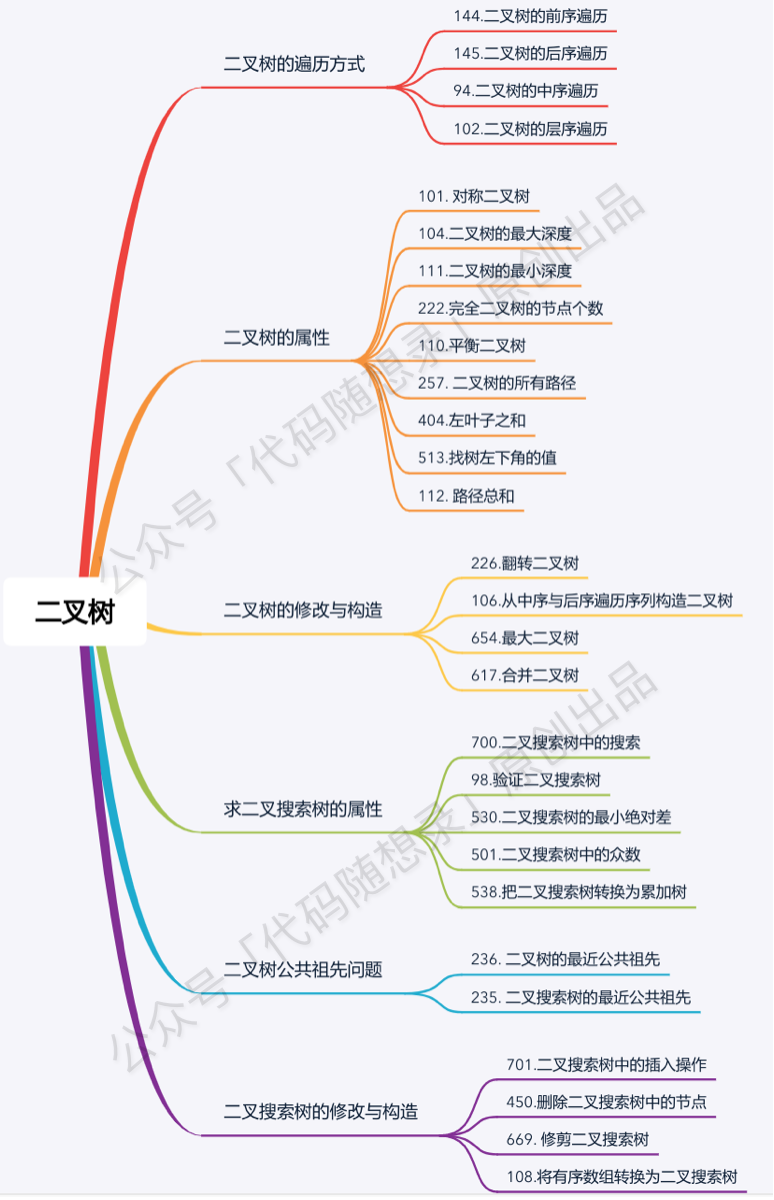 二叉树
二叉树的遍历方式
144.二叉树的前序遍历
145.二叉树的后序遍历
94.二叉树的中序遍历
102.二叉树的层序遍历
二叉树的属性
101. 对称二叉树
104.二叉树的最大深度
111.二叉树的最小深度
222.完全二叉树的节点个数
110.平衡二叉树
257. 二叉树的所有路径
404.左叶子之和
513.找树左下角的值
112. 路径总和
二叉树的修改与构造
226.翻转二叉树
106.从中序与后序遍历序列构造二叉树
654.最大二叉树
617.合并二叉树
求二叉搜索树的属性
700.二叉搜索树中的搜索
98.验证二叉搜索树
530.二叉搜索树的最小绝对差
501.二叉搜索树中的众数
538.把二叉搜索树转换为累加树
二叉树公共祖先问题
236. 二叉树的最近公共祖先
235. 二叉搜索树的最近公共祖先
二叉搜索树的修改与构造
701.二叉搜索树中的插入操作
450.删除二叉搜索树中的节点
669. 修剪二叉搜索树
108.将有序数组转换为二叉搜索树
公众号「代码随想录」原创出品
公众号「代码随想录」原创出品